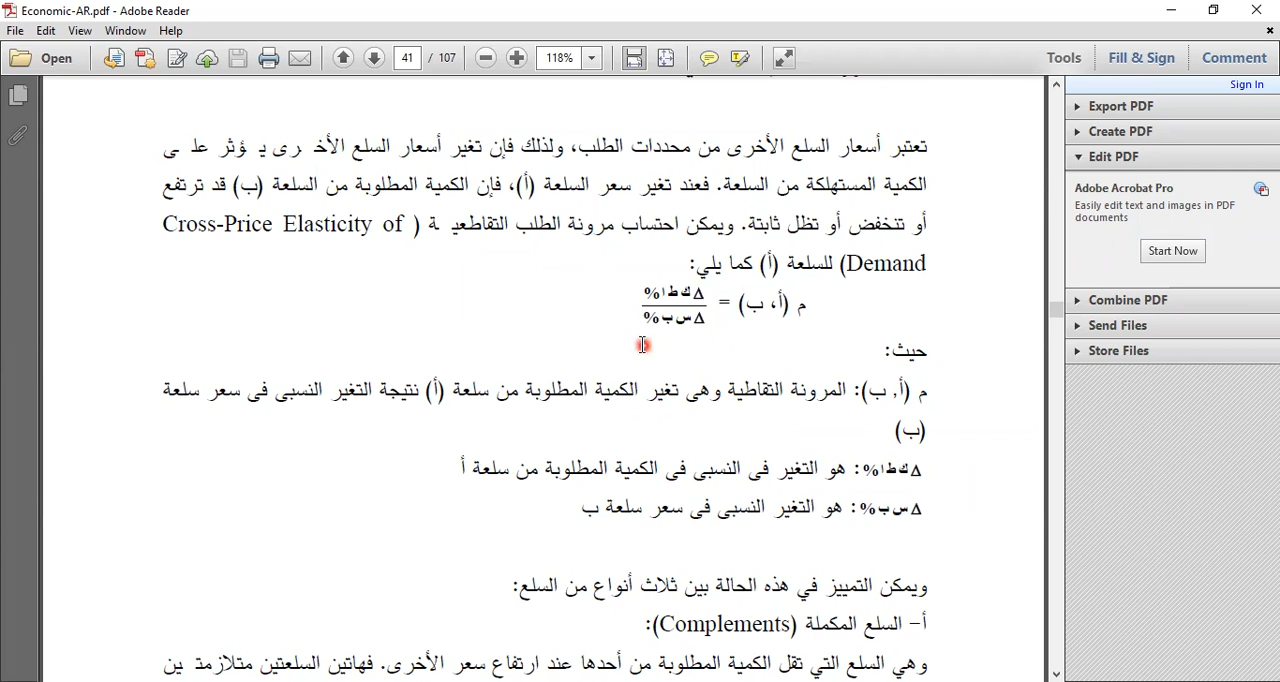 Economic-AR.pdf - Adobe Reader
File Edit View Window Help
Open 41 / 107 118% Tools Fill & Sign Comment
Sign In
Export PDF
Create PDF
Edit PDF
Adobe Acrobat Pro
Easily edit text and images in PDF
documents
Start Now
Combine PDF
Send Files
Store Files
تعتبر أسعار السلع الأخرى من محددات الطلب، ولذلك فإن تغير أسعار السلع الأخرى يؤثر على
الكمية المستهلكة من السلعة. فعند تغير سعر السلعة (أ)، فإن الكمية المطلوبة من السلعة (ب) قد ترتفع
أو تنخفض أو تظل ثابتة. ويمكن احتساب مرونة الطلب التقاطعية (Cross-Price Elasticity of
Demand) للسلعة (أ) كما يلي:
م (أ، ب) = Δك ط ا% / Δس ب%
حيث:
م (أ, ب): المرونة التقاطية وهى تغير الكمية المطلوبة من سلعة (أ) نتيجة التغير النسبى فى سعر سلعة
(ب)
Δك ط ا%: هو التغير فى النسبى فى الكمية المطلوبة من سلعة أ
Δس ب%: هو التغير النسبى فى سعر سلعة ب
ويمكن التمييز في هذه الحالة بين ثلاث أنواع من السلع:
أ– السلع المكملة (Complements):
وهي السلع التي تقل الكمية المطلوبة من أحدها عند ارتفاع سعر الأخرى. فهاتين السلعتين متلازمتين